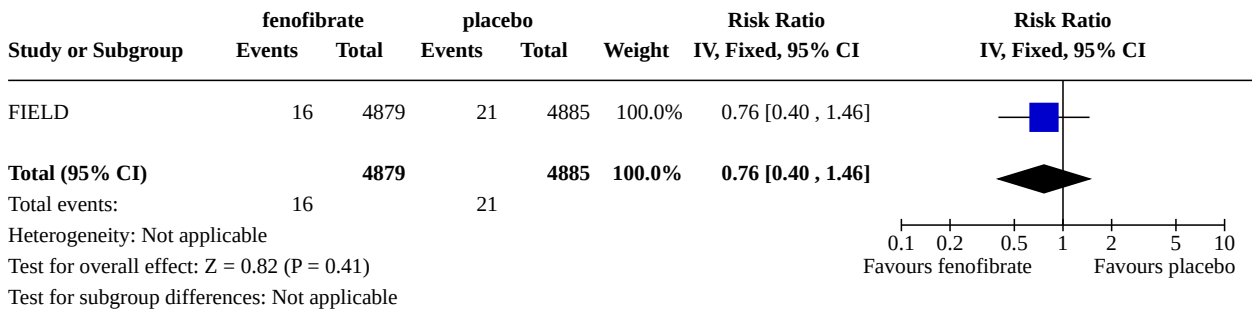 fenofibrate placebo Risk Ratio Risk Ratio
Study or Subgroup Events Total Events Total Weight IV, Fixed, 95% CI IV, Fixed, 95% CI
FIELD 16 4879 21 4885 100.0% 0.76 [0.40 , 1.46]
Total (95% CI) 4879 4885 100.0% 0.76 [0.40 , 1.46]
Total events: 16 21
Heterogeneity: Not applicable
0.1 0.2 0.5 1 2 5 10
Test for overall effect: Z = 0.82 (P = 0.41) Favours fenofibrate Favours placebo
Test for subgroup differences: Not applicable